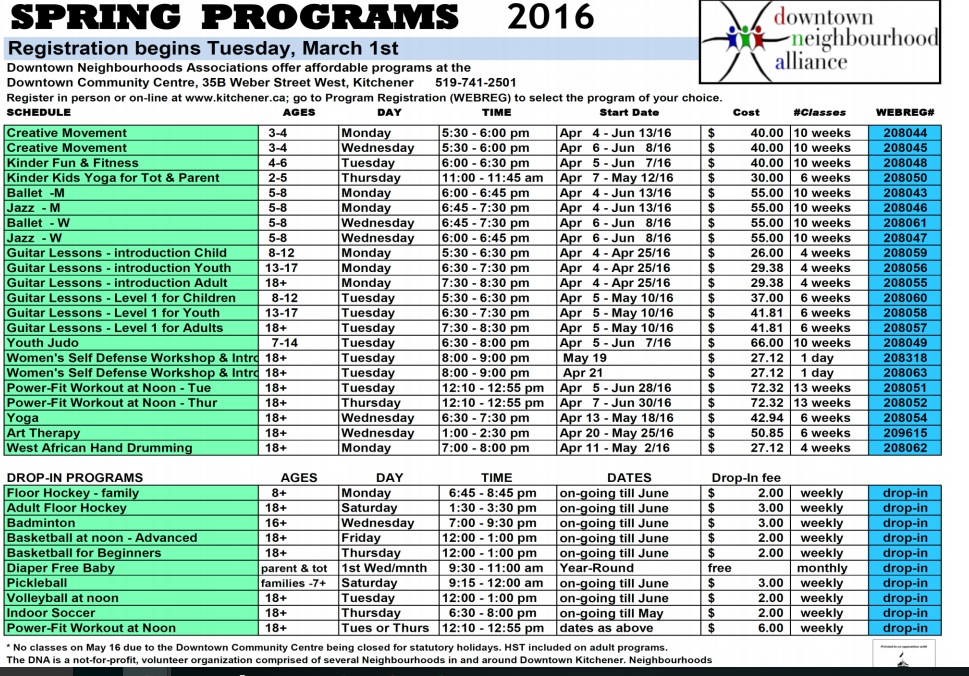 SPRING PROGRAMS 2016
downtown
neighbourhood
alliance
Registration begins Tuesday, March 1st
Downtown Neighbourhoods Associations offer affordable programs at the
Downtown Community Centre, 35B Weber Street West, Kitchener 519-741-2501
Register in person or on-line at www.kitchener.ca; go to Program Registration (WEBREG) to select the program of your choice.
SCHEDULE AGES DAY TIME Start Date Cost #Classes WEBREG#
Creative Movement 3-4 Monday 5:30 - 6:00 pm Apr 4 - Jun 13/16 $ 40.00 10 weeks 208044
Creative Movement 3-4 Wednesday 5:30 - 6:00 pm Apr 6 - Jun 8/16 $ 40.00 10 weeks 208045
Kinder Fun & Fitness 4-6 Tuesday 6:00 - 6:30 pm Apr 5 - Jun 7/16 $ 40.00 10 weeks 208048
Kinder Kids Yoga for Tot & Parent 2-5 Thursday 11:00 - 11:45 am Apr 7 - May 12/16 $ 30.00 6 weeks 208050
Ballet -M 5-8 Monday 6:00 - 6:45 pm Apr 4 - Jun 13/16 $ 55.00 10 weeks 208043
Jazz - M 5-8 Monday 6:45 - 7:30 pm Apr 4 - Jun 13/16 $ 55.00 10 weeks 208046
Ballet - W 5-8 Wednesday 6:45 - 7:30 pm Apr 6 - Jun 8/16 $ 55.00 10 weeks 208061
Jazz - W 5-8 Wednesday 6:00 - 6:45 pm Apr 6 - Jun 8/16 $ 55.00 10 weeks 208047
Guitar Lessons - introduction Child 8-12 Monday 5:30 - 6:30 pm Apr 4 - Apr 25/16 $ 26.00 4 weeks 208059
Guitar Lessons - introduction Youth 13-17 Monday 6:30 - 7:30 pm Apr 4 - Apr 25/16 $ 29.38 4 weeks 208056
Guitar Lessons - introduction Adult 18+ Monday 7:30 - 8:30 pm Apr 4 - Apr 25/16 $ 29.38 4 weeks 208055
Guitar Lessons - Level 1 for Children 8-12 Tuesday 5:30 - 6:30 pm Apr 5 - May 10/16 $ 37.00 6 weeks 208060
Guitar Lessons - Level 1 for Youth 13-17 Tuesday 6:30 - 7:30 pm Apr 5 - May 10/16 $ 41.81 6 weeks 208058
Guitar Lessons - Level 1 for Adults 18+ Tuesday 7:30 - 8:30 pm Apr 5 - May 10/16 $ 41.81 6 weeks 208057
Youth Judo 7-14 Tuesday 6:30 - 8:00 pm Apr 5 - Jun 7/16 $ 66.00 10 weeks 208049
Women's Self Defense Workshop & Intro 18+ Tuesday 8:00 - 9:00 pm May 19 $ 27.12 1 day 208318
Women's Self Defense Workshop & Intro 18+ Tuesday 8:00 - 9:00 pm Apr 21 $ 27.12 1 day 208063
Power-Fit Workout at Noon - Tue 18+ Tuesday 12:10 - 12:55 pm Apr 5 - Jun 28/16 $ 72.32 13 weeks 208051
Power-Fit Workout at Noon - Thur 18+ Thursday 12:10 - 12:55 pm Apr 7 - Jun 30/16 $ 72.32 13 weeks 208052
Yoga 18+ Wednesday 6:30 - 7:30 pm Apr 13 - May 18/16 $ 42.94 6 weeks 208054
Art Therapy 18+ Wednesday 1:00 - 2:30 pm Apr 20 - May 25/16 $ 50.85 6 weeks 209615
West African Hand Drumming 18+ Monday 7:00 - 8:00 pm Apr 11 - May 2/16 $ 27.12 4 weeks 208062
DROP-IN PROGRAMS AGES DAY TIME DATES Drop-In fee
Floor Hockey - family 8+ Monday 6:45 - 8:45 pm on-going till June $ 2.00 weekly drop-in
Adult Floor Hockey 18+ Saturday 1:30 - 3:30 pm on-going till June $ 3.00 weekly drop-in
Badminton 16+ Wednesday 7:00 - 9:30 pm on-going till June $ 3.00 weekly drop-in
Basketball at noon - Advanced 18+ Friday 12:00 - 1:00 pm on-going till June $ 2.00 weekly drop-in
Basketball for Beginners 18+ Thursday 12:00 - 1:00 pm on-going till June $ 2.00 weekly drop-in
Diaper Free Baby parent & tot 1st Wed/mnth 9:30 - 11:00 am Year-Round free monthly drop-in
Pickleball families -7+ Saturday 9:15 - 12:00 am on-going till June $ 3.00 weekly drop-in
Volleyball at noon 18+ Tuesday 12:00 - 1:00 pm on-going till June $ 2.00 weekly drop-in
Indoor Soccer 18+ Thursday 6:30 - 8:00 pm on-going till May $ 2.00 weekly drop-in
Power-Fit Workout at Noon 18+ Tues or Thurs 12:10 - 12:55 pm dates as above $ 6.00 weekly drop-in
* No classes on May 16 due to the Downtown Community Centre being closed for statutory holidays. HST included on adult programs.
The DNA is a not-for-profit, volunteer organization comprised of several Neighbourhoods in and around Downtown Kitchener. Neighbourhoods